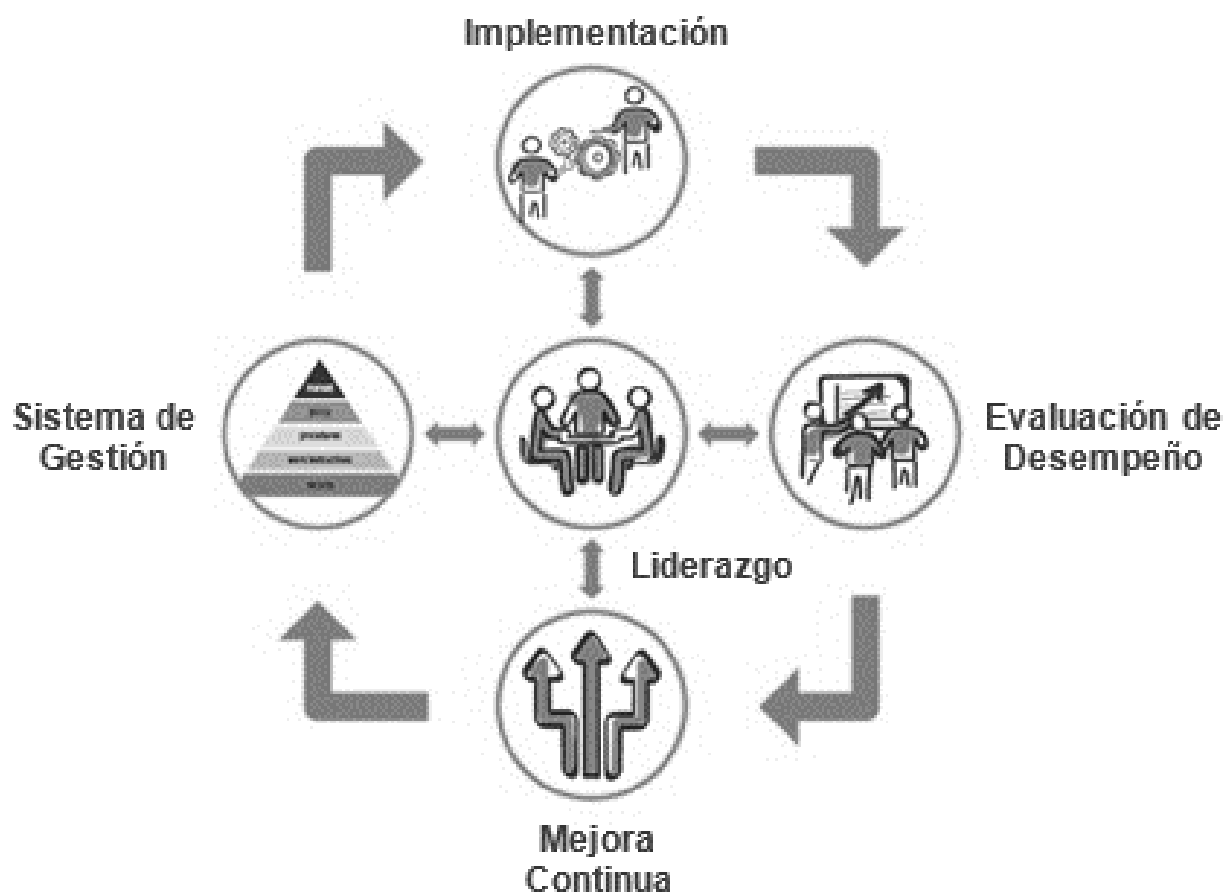 Implementación
Sistema de
Gestión
Evaluación de
Desempeño
Liderazgo
Mejora
Continua